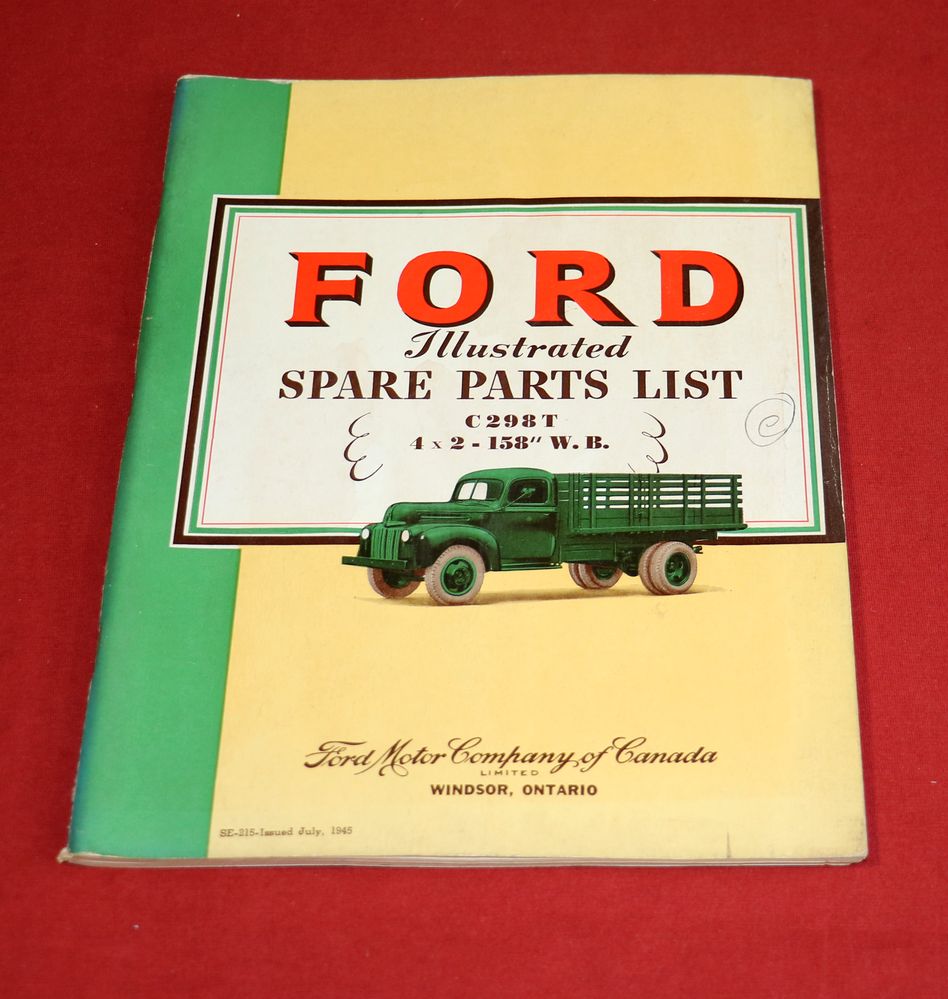 FORD
Illustrated
SPARE PARTS LIST
C298T
4 x 2 - 158" W. B.
Ford Motor Company of Canada
LIMITED
WINDSOR, ONTARIO
SE-215-Issued July, 1945